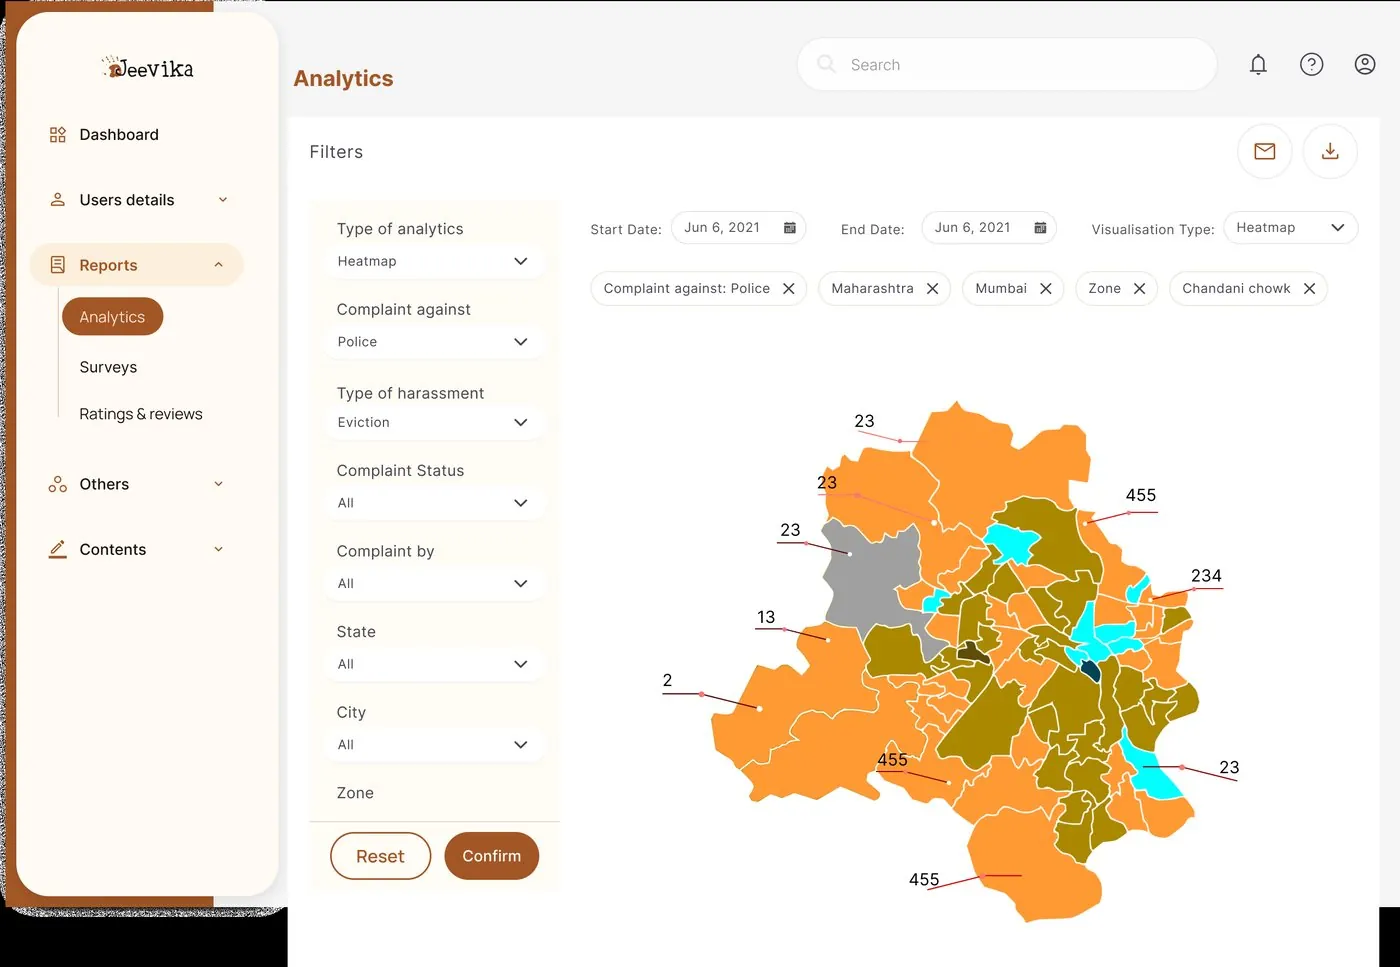 Jeevika
Dashboard
Users details
Reports
Analytics
Surveys
Ratings & reviews
Others
Contents
Analytics
Search
Filters
Type of analytics
Heatmap
Complaint against
Police
Type of harassment
Eviction
Complaint Status
All
Complaint by
All
State
All
City
All
Zone
Reset Confirm
Start Date: Jun 6, 2021 End Date: Jun 6, 2021 Visualisation Type: Heatmap
Complaint against: Police Maharashtra Mumbai Zone Chandani chowk
23
23
455
23
234
13
2
455
23
455